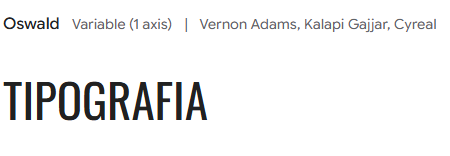 Oswald Variable (1 axis) | Vernon Adams, Kalapi Gajjar, Cyreal
TIPOGRAFIA